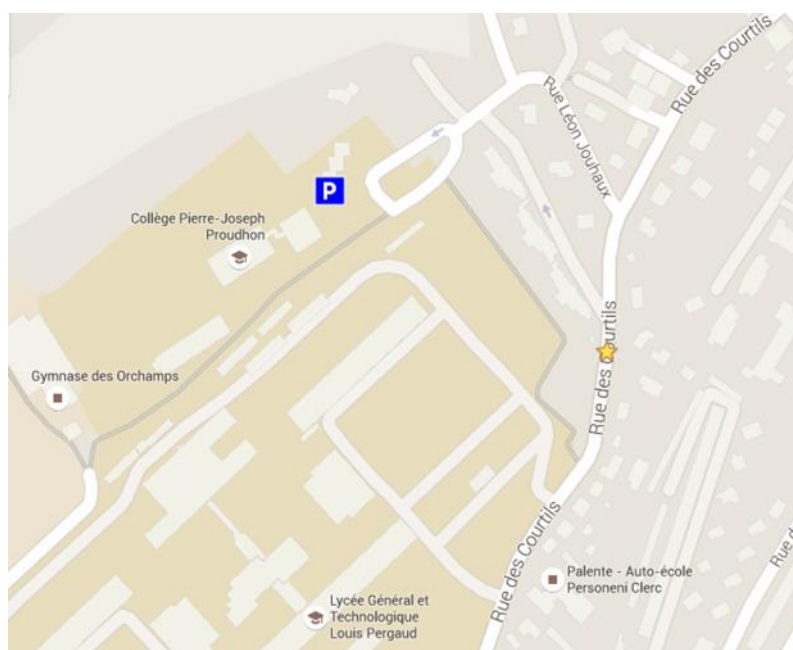 Rue des Courtils
Rue Léon Jouhaux
P
Collège Pierre-Joseph
Proudhon
Rue des Courtils
Gymnase des Orchamps
Rue des Courtils
Rue d
Palente - Auto-école
Personeni Clerc
Lycée Général et
Technologique
Louis Pergaud